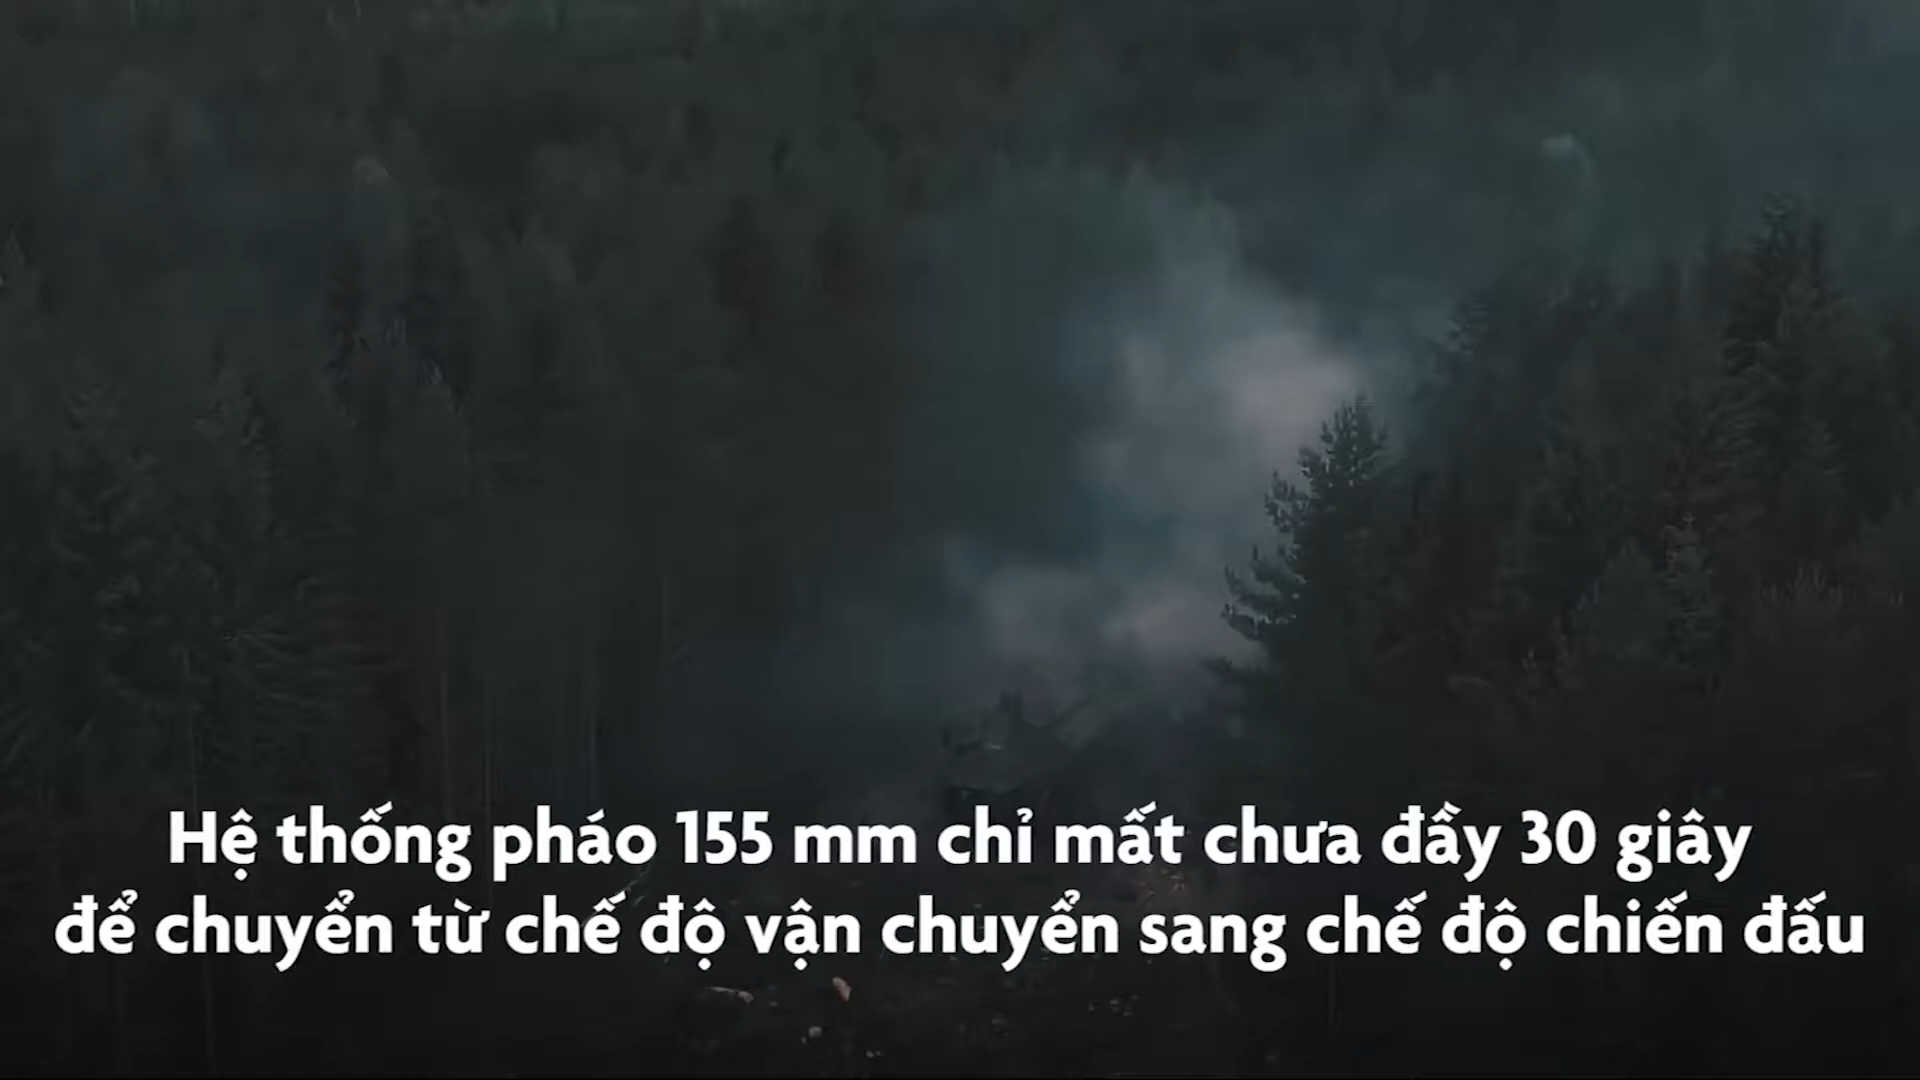 Hệ thống pháo 155 mm chỉ mất chưa đầy 30 giây
để chuyển từ chế độ vận chuyển sang chế độ chiến đấu